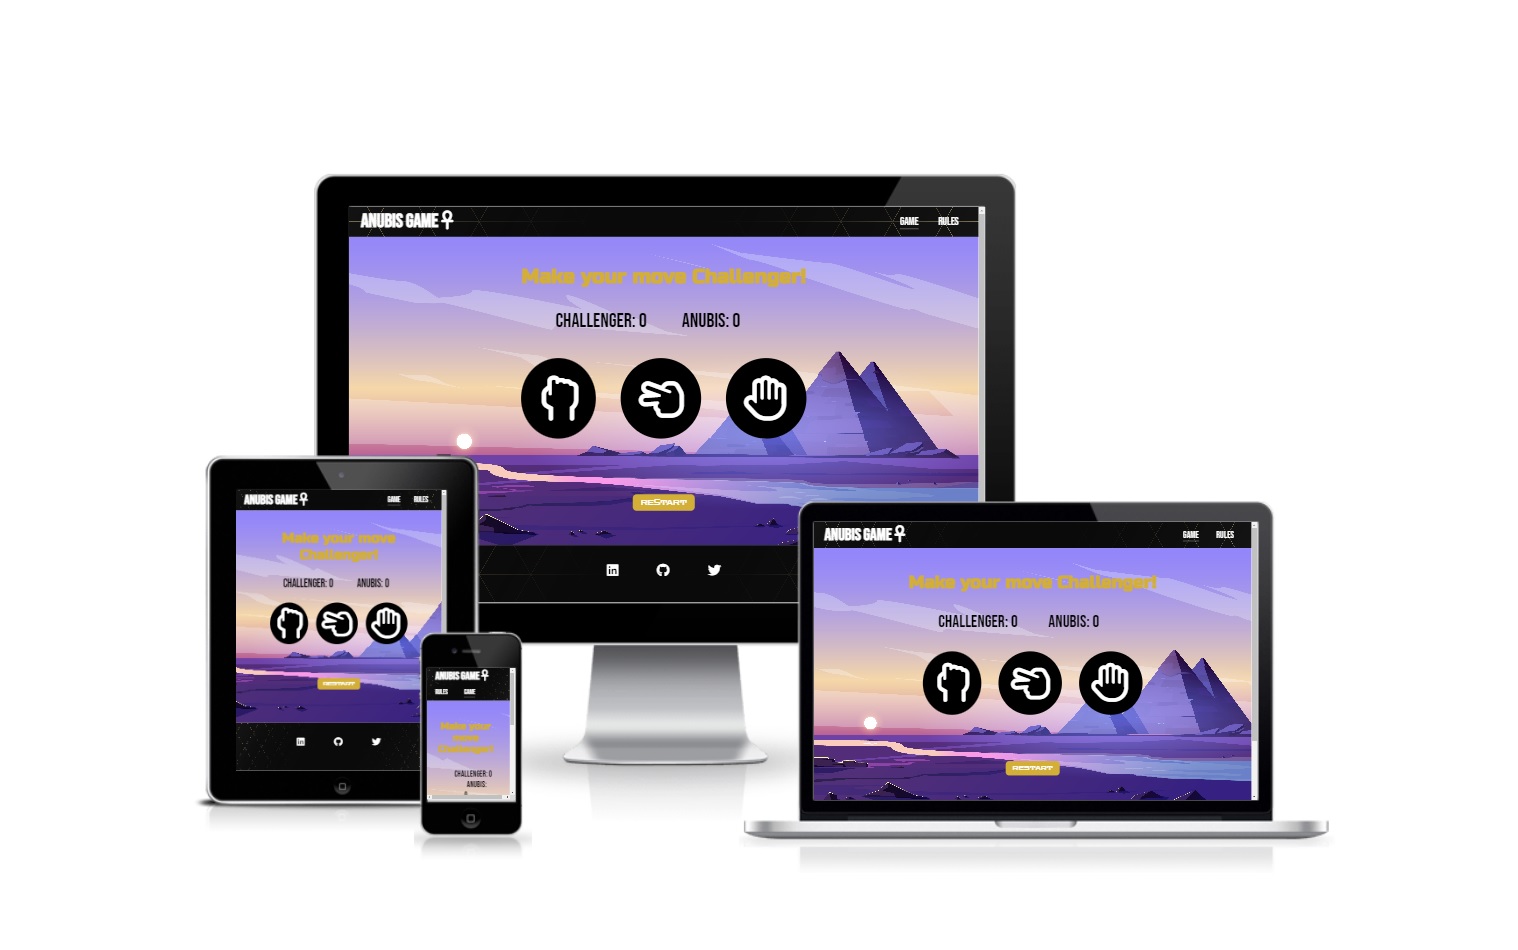 ANUBIS GAME
GAME RULES
Make your move Challenger!
CHALLENGER: 0 ANUBIS: 0
RESTART
ANUBIS GAME
GAME RULES
Make your move
Challenger!
CHALLENGER: 0 ANUBIS: 0
RESTART
ANUBIS GAME
RULES GAME
Make your
move
Challenger!
CHALLENGER: 0
ANUBIS:
ANUBIS GAME
GAME RULES
Make your move Challenger!
CHALLENGER: 0 ANUBIS: 0
RESTART